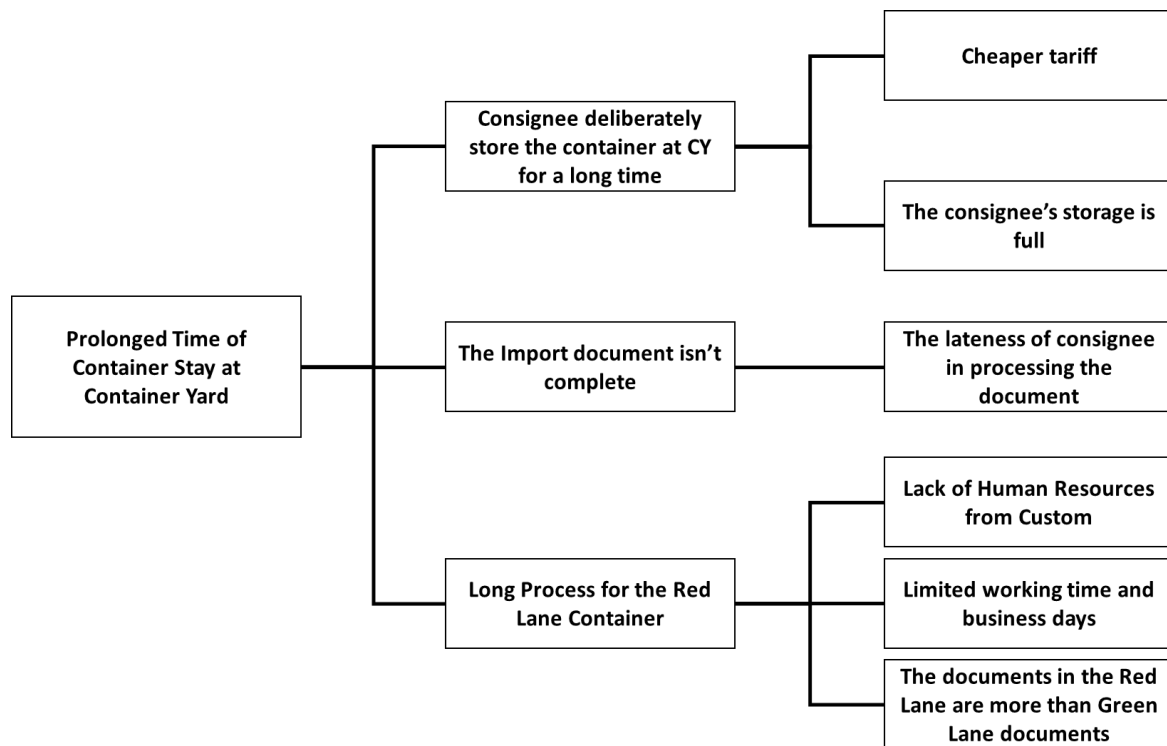 Cheaper tariff
Consignee deliberately
store the container at CY
for a long time
The consignee’s storage is
full
Prolonged Time of
Container Stay at
Container Yard
The Import document isn’t
complete
The lateness of consignee
in processing the
document
Lack of Human Resources
from Custom
Long Process for the Red
Lane Container
Limited working time and
business days
The documents in the Red
Lane are more than Green
Lane documents